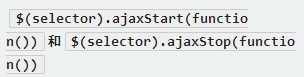 $(selector).ajaxStart(functio
n()) 和 $(selector).ajaxStop(functio
n())